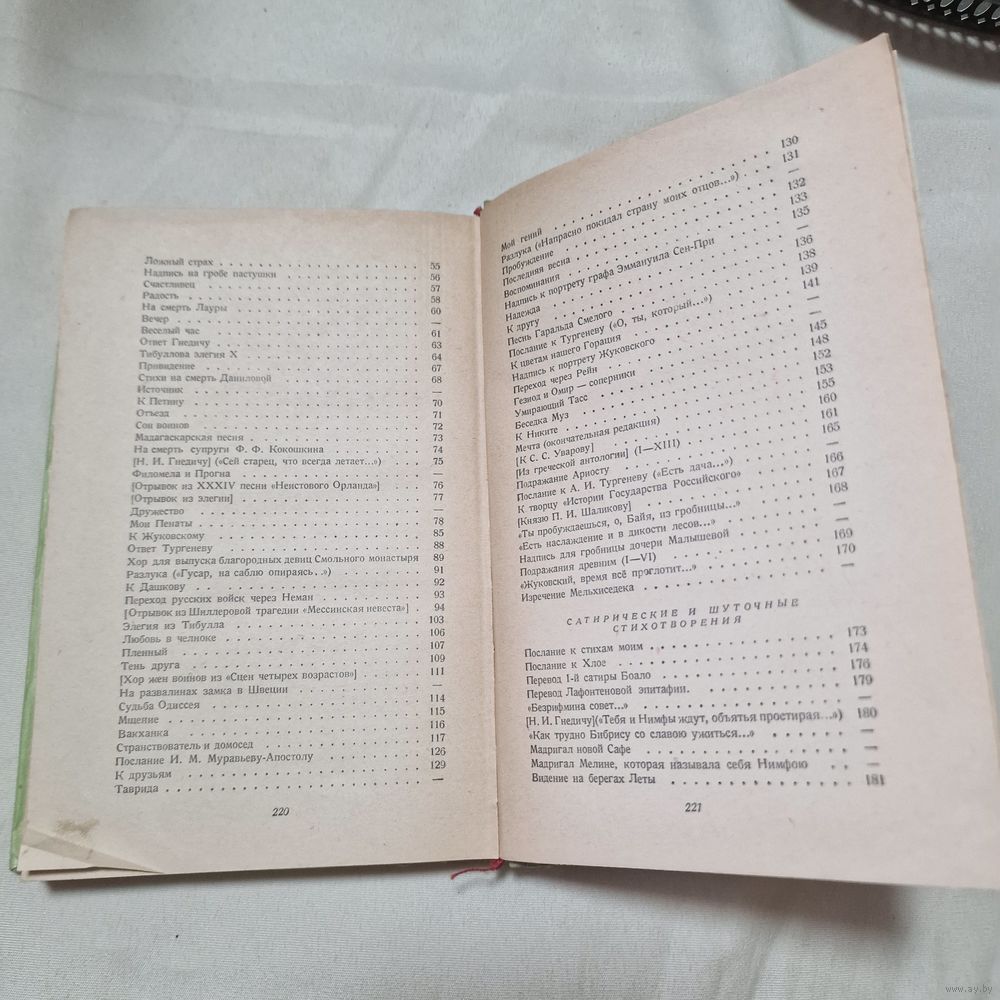 Ложный страх . . . 55
Надпись на гробе пастушки . . . 56
Счастливец . . . 57
Радость . . . 58
На смерть Лауры . . . 60
Вечер . . . —
Веселый час . . . 61
Ответ Гнедичу . . . 63
Тибуллова элегия X . . . 64
Привидение . . . 67
Стихи на смерть Даниловой . . . 68
Источник . . . —
К Петину . . . 70
Отъезд . . . 71
Сон воинов . . . 72
Мадагаскарская песня . . . 73
На смерть супруги Ф. Ф. Кокошкина . . . 74
[Н. И. Гнедичу] («Сей старец, что всегда летает...») . . . 75
Филомела и Прогна . . . —
[Отрывок из XXXIV песни «Неистового Орланда»] . . . 76
[Отрывок из элегии] . . . 77
Дружество . . . —
Мои Пенаты . . . 78
К Жуковскому . . . 85
Ответ Тургеневу . . . 88
Хор для выпуска благородных девиц Смольного монастыря 89
Разлука («Гусар, на саблю опираясь...») . . . 91
К Дашкову . . . 92
Переход русских войск через Неман . . . 93
[Отрывок из Шиллеровой трагедии «Мессинская невеста»] . . . 94
Элегия из Тибулла . . . 103
Любовь в челноке . . . 106
Пленный . . . 107
Тень друга . . . 109
[Хор жен воинов из «Сцен четырех возрастов»] . . . 111
На развалинах замка в Швеции . . . —
Судьба Одиссея . . . 114
Мщение . . . 115
Вакханка . . . 116
Странствователь и домосед . . . 117
Послание И. М. Муравьеву-Апостолу . . . 126
К друзьям . . . 129
Таврида . . . —
220
Мой гений . . . 130
Разлука («Напрасно покидал страну моих отцов...») . . . 131
Пробуждение . . . —
Последняя весна . . . 132
Воспоминания . . . 133
Надпись к портрету графа Эммануила Сен-При . . . 135
Надежда . . . —
К другу . . . 136
Песнь Гаральда Смелого . . . 138
Послание к Тургеневу («О, ты, который...») . . . 139
К цветам нашего Горация . . . 141
Надпись к портрету Жуковского . . . —
Переход через Рейн . . . —
Гезиод и Омир — соперники . . . 145
Умирающий Тасс . . . 148
Беседка Муз . . . 152
К Никите . . . 153
Мечта (окончательная редакция) . . . 155
[К С. С. Уварову] . . . 160
[Из греческой антологии] (I—XIII) . . . 161
Подражание Ариосту . . . 165
Послание к А. И. Тургеневу («Есть дача...») . . . —
К творцу «Истории Государства Российского» . . . 166
[Князю П. И. Шаликову] . . . 167
«Ты пробуждаешься, о, Байя, из гробницы...» . . . 168
«Есть наслаждение и в дикости лесов...» . . . —
Надпись для гробницы дочери Малышевой . . . —
Подражания древним (I—VI) . . . 169
«Жуковский, время всё проглотит...» . . . 170
Изречение Мельхиседека . . . —
САТИРИЧЕСКИЕ И ШУТОЧНЫЕ
СТИХОТВОРЕНИЯ
Послание к стихам моим . . . 173
Послание к Хлое . . . 174
Перевод 1-й сатиры Боало . . . 176
Перевод Лафонтеновой эпитафии. . . . 179
«Безрифмина совет...» . . . —
[Н. И. Гнедичу] («Тебя и Нимфы ждут, объятья простирая...») 180
«Как трудно Бибрису со славою ужиться...» . . . —
Мадригал новой Сафе . . . —
Мадригал Мелине, которая называла себя Нимфою . . —
Видение на берегах Леты . . . 181
221
www.ay.by